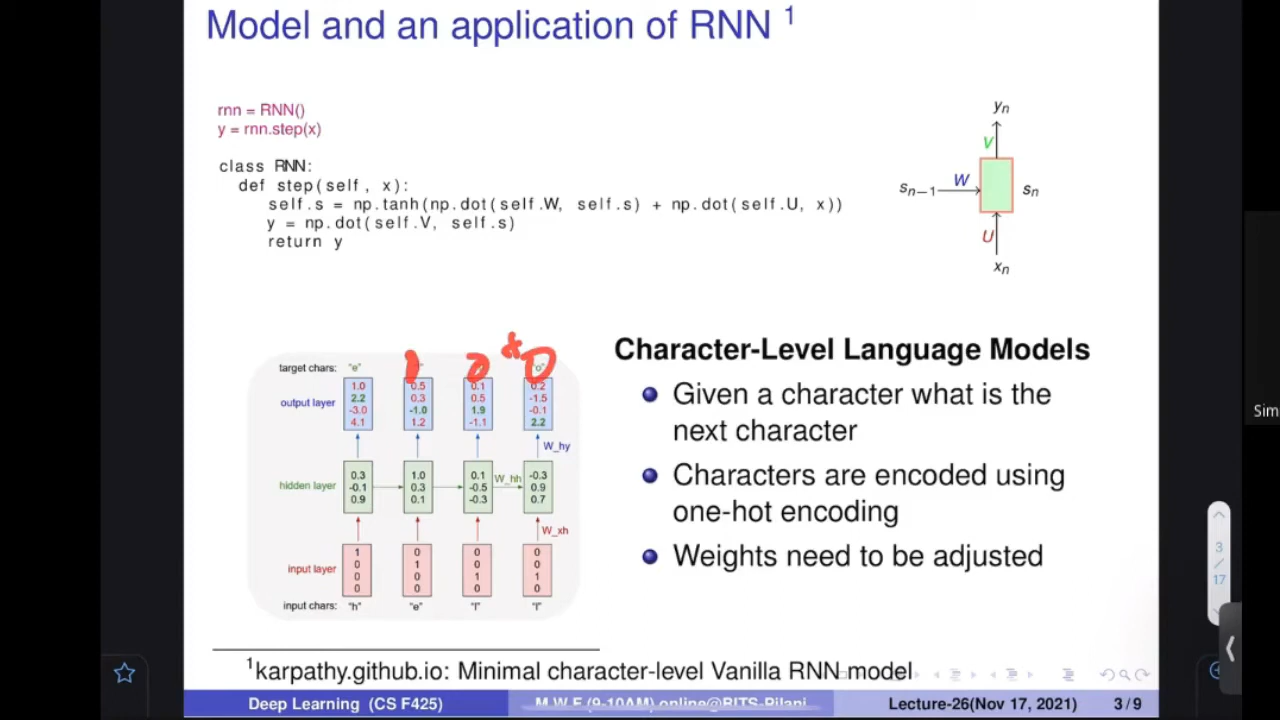 Model and an application of RNN 1
rnn = RNN()
y = rnn.step(x)
class RNN:
def step(self, x):
self.s = np.tanh(np.dot(self.W, self.s) + np.dot(self.U, x))
y = np.dot(self.V, self.s)
return y
yn
V
sn−1 W sn
U
xn
target chars: "e" "o"
output layer
1.0 0.5 0.1 0.2
2.2 0.3 0.5 -1.5
-3.0 -1.0 1.9 -0.1
4.1 1.2 -1.1 2.2
W_hy
hidden layer
0.3 1.0 0.1 -0.3
-0.1 0.3 -0.5 0.9
0.9 0.1 -0.3 0.7
W_hh
W_xh
input layer
1 0 0 0
0 1 0 0
0 0 1 1
0 0 0 0
input chars: "h" "e" "l" "l"
Character-Level Language Models
Given a character what is the
next character
Characters are encoded using
one-hot encoding
Weights need to be adjusted
1karpathy.github.io: Minimal character-level Vanilla RNN model
Deep Learning (CS F425) M W F (9-10AM) online@BITS-Pilani Lecture-26(Nov 17, 2021) 3 / 9
Sim
3
/
17